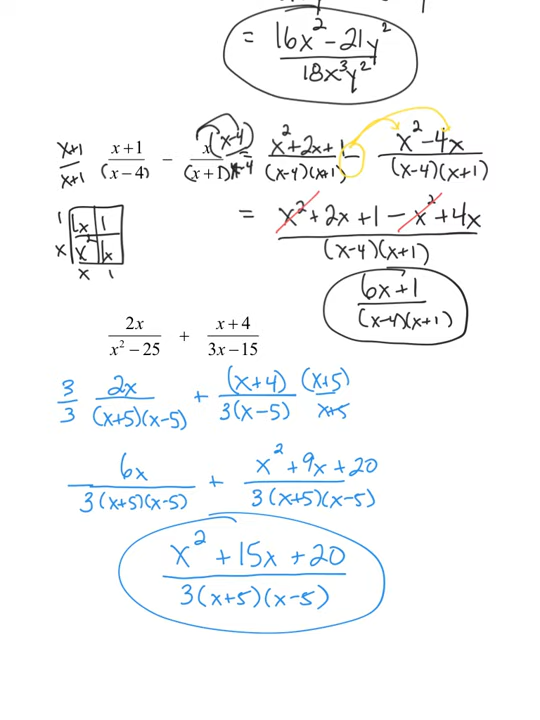 = (16x² - 21y²)/(18x³y²)
(x+1)/(x+1) (x+1)/(x-4) - x/(x+1) (x-4)/(x-4) (x²+2x+1)/((x-4)(x+1)) - (x²-4x)/((x-4)(x+1))
1 1x 1
x x² 1x
x 1
= (x²+2x+1-x²+4x)/((x-4)(x+1))
(6x+1)/((x-4)(x+1))
2x/(x²-25) + (x+4)/(3x-15)
3/3 2x/((x+5)(x-5)) + (x+4)/(3(x-5)) (x+5)/(x+5)
6x/(3(x+5)(x-5)) + (x²+9x+20)/(3(x+5)(x-5))
(x²+15x+20)/(3(x+5)(x-5))